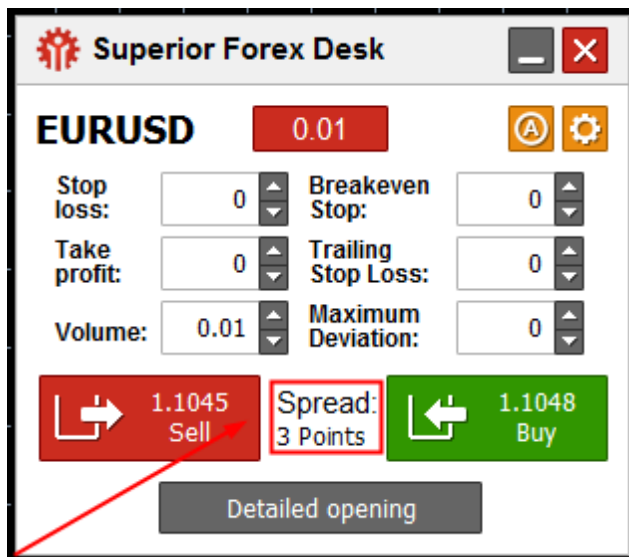 Superior Forex Desk
EURUSD 0.01 A
Stop loss: 0 Breakeven Stop: 0
Take profit: 0 Trailing Stop Loss: 0
Volume: 0.01 Maximum Deviation: 0
1.1045 Spread: 1.1048
Sell 3 Points Buy
Detailed opening